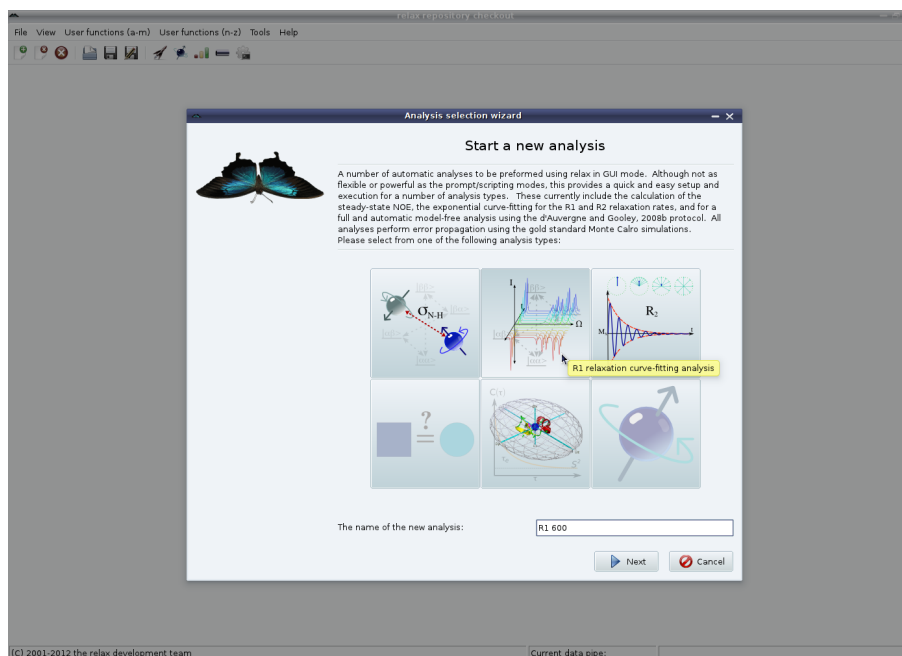 relax repository checkout
File View User functions (a-m) User functions (n-z) Tools Help
Analysis selection wizard
Start a new analysis
A number of automatic analyses to be preformed using relax in GUI mode. Although not as
flexible or powerful as the prompt/scripting modes, this provides a quick and easy setup and
execution for a number of analysis types. These currently include the calculation of the
steady-state NOE, the exponential curve-fitting for the R1 and R2 relaxation rates, and for a
full and automatic model-free analysis using the d'Auvergne and Gooley, 2008b protocol. All
analyses perform error propagation using the gold standard Monte Calro simulations.
Please select from one of the following analysis types:
σN-H
I
t
Ω
R2
M
t
R1 relaxation curve-fitting analysis
?
=
C(τ)
S²
τ
The name of the new analysis:
R1 600
Next
Cancel
(C) 2001-2012 the relax development team
Current data pipe: